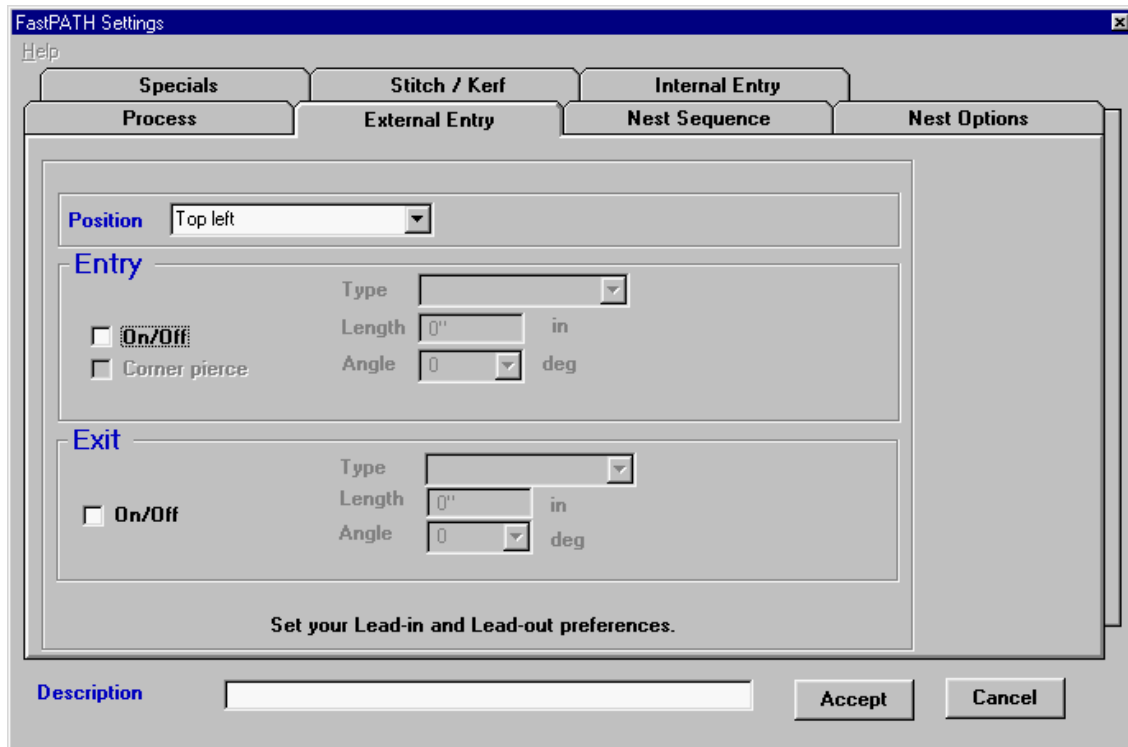 FastPATH Settings
Help
Specials Stitch / Kerf Internal Entry
Process External Entry Nest Sequence Nest Options
Position Top left
Entry
Type
Length 0" in
On/Off
Angle 0 deg
Corner pierce
Exit
Type
Length 0" in
On/Off
Angle 0 deg
Set your Lead-in and Lead-out preferences.
Description Accept Cancel